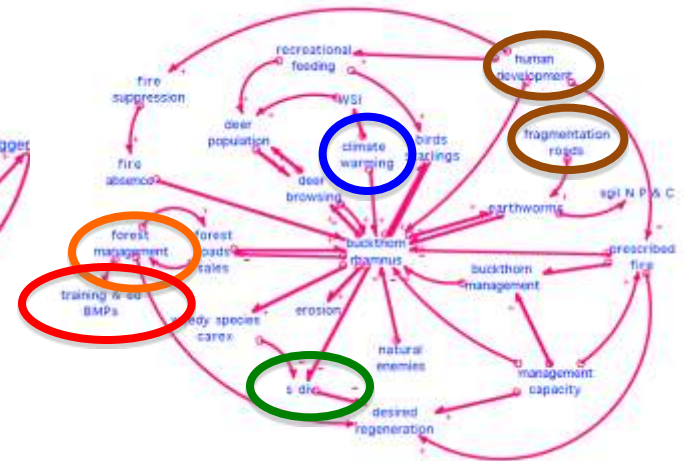 recreational
feeding
human
development
fire
suppression
WSI
deer
population
climate
warming
birds
starlings
fragmentation
roads
gger
fire
absence
deer
browsing
soil N P & C
earthworms
forest
management
forest
roads
sales
buckthorn
rhamnus
prescribed
fire
buckthorn
management
training & ed
BMPs
weedy species
carex
erosion
natural
enemies
management
capacity
s div
desired
regeneration